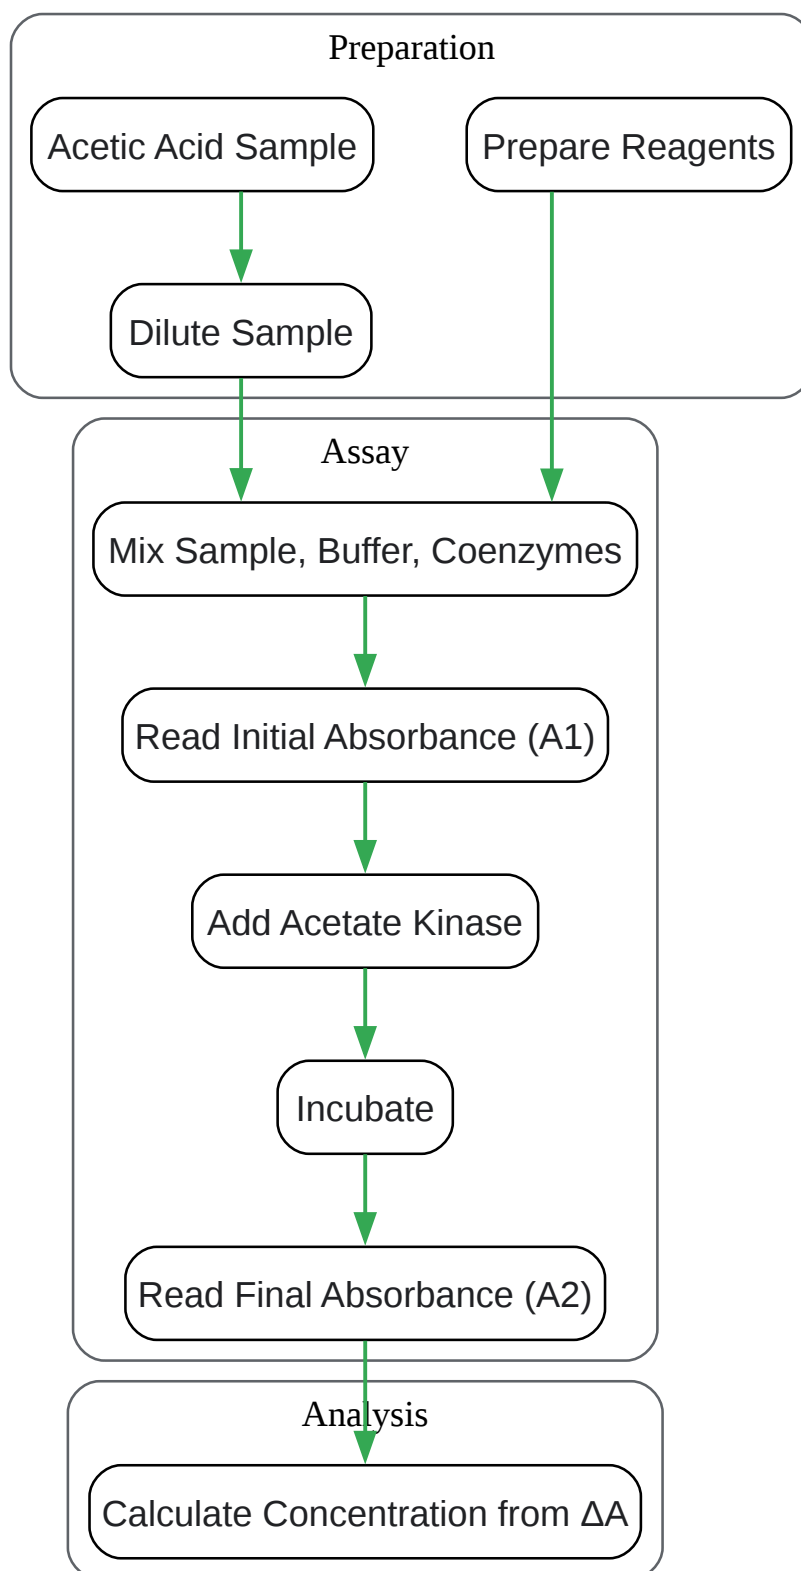 Preparation
Acetic Acid Sample
Prepare Reagents
Dilute Sample
Assay
Mix Sample, Buffer, Coenzymes
Read Initial Absorbance (A1)
Add Acetate Kinase
Incubate
Read Final Absorbance (A2)
Analysis
Calculate Concentration from ΔA